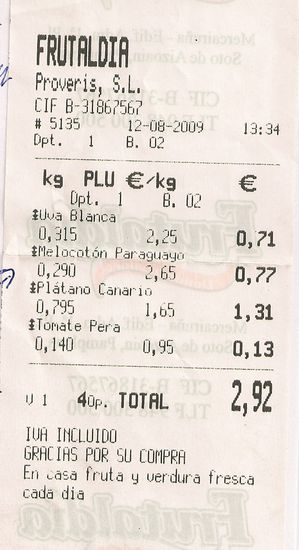 FRUTALDIA
Proveris, S.L.
CIF B-31867567
# 5135 12-08-2009 13:34
Dpt. 1 B. 02
kg PLU €/kg €
Dpt. 1 B. 02
‡Uva Blanca
0,315 2,25 0,71
‡Melocotón Paraguayo
0,290 2,65 0,77
‡Plátano Canario
0,795 1,65 1,31
‡Tomate Pera
0,140 0,95 0,13
V 1 4Op. TOTAL 2,92
IVA INCLUIDO
GRACIAS POR SU COMPRA
En casa fruta y verdura fresca
cada dia